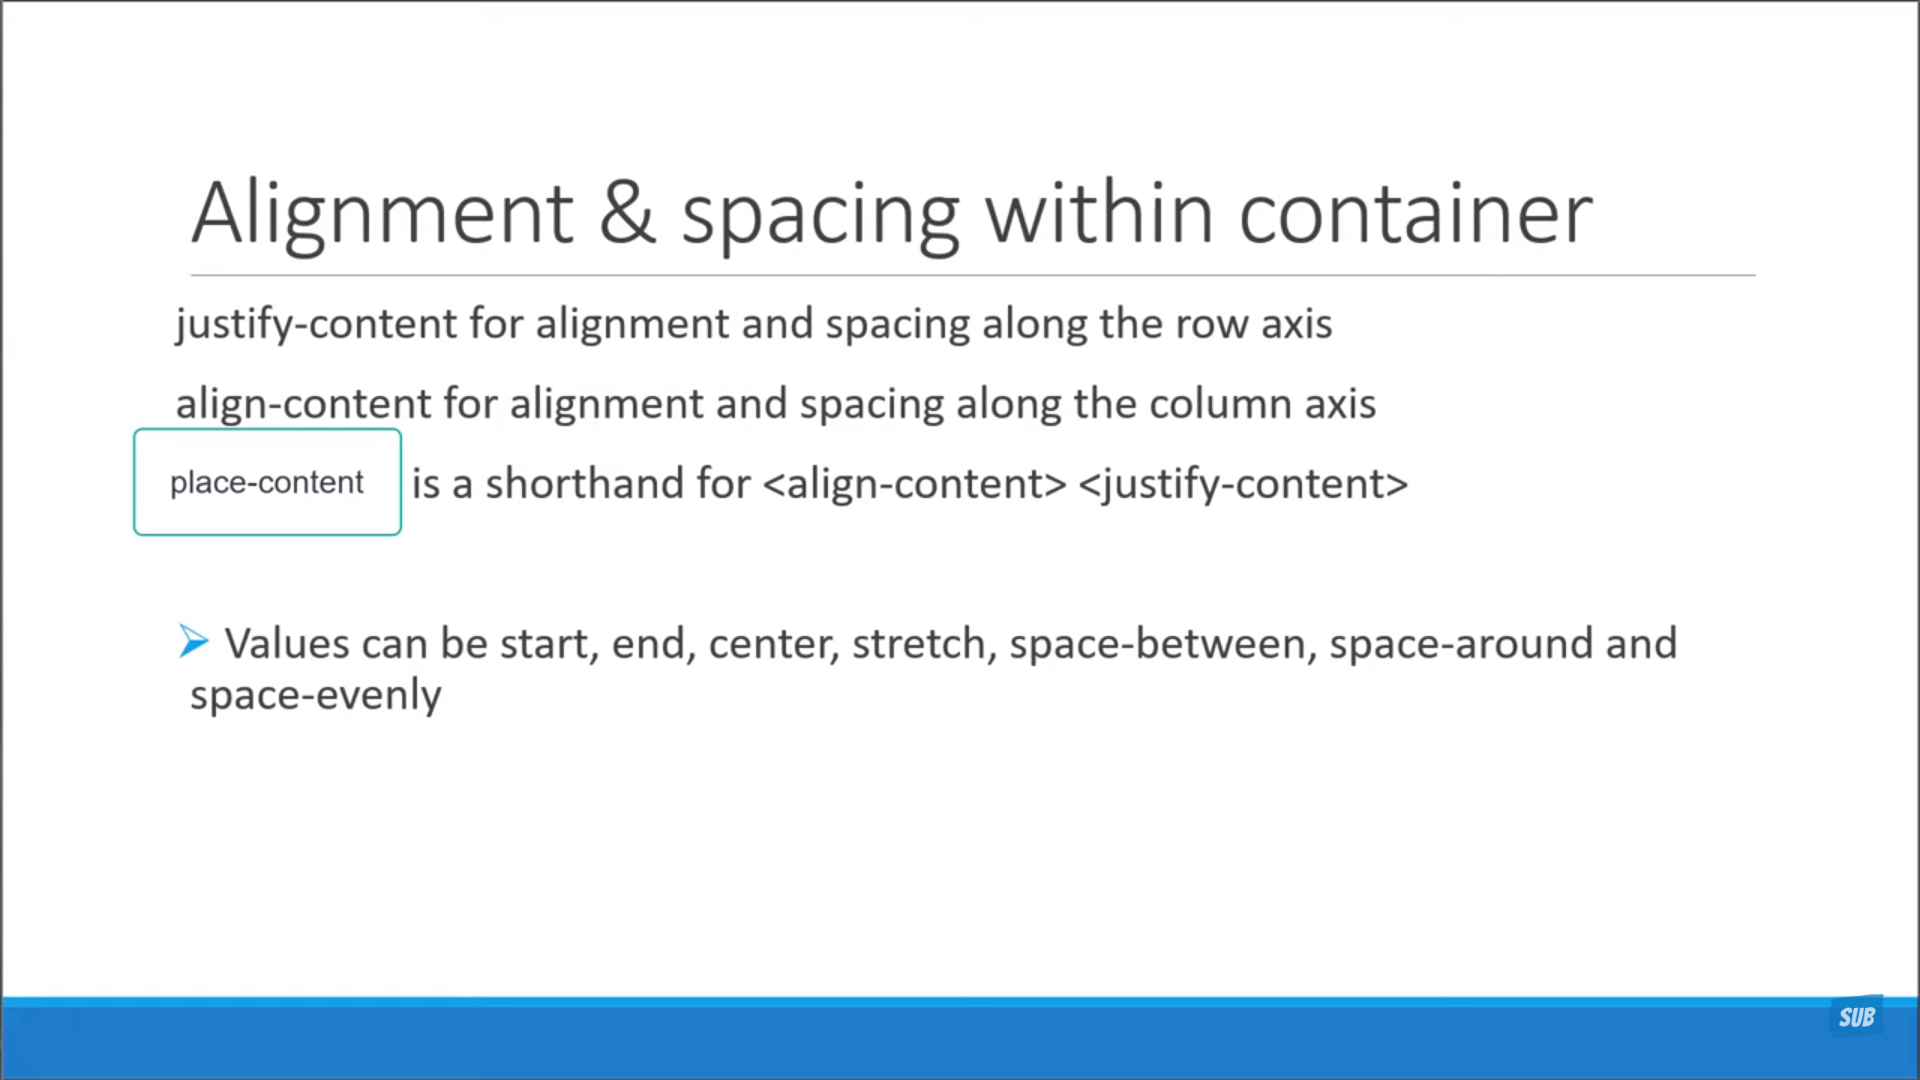 Alignment & spacing within container
justify-content for alignment and spacing along the row axis
align-content for alignment and spacing along the column axis
place-content is a shorthand for <align-content> <justify-content>
Values can be start, end, center, stretch, space-between, space-around and
space-evenly
SUB